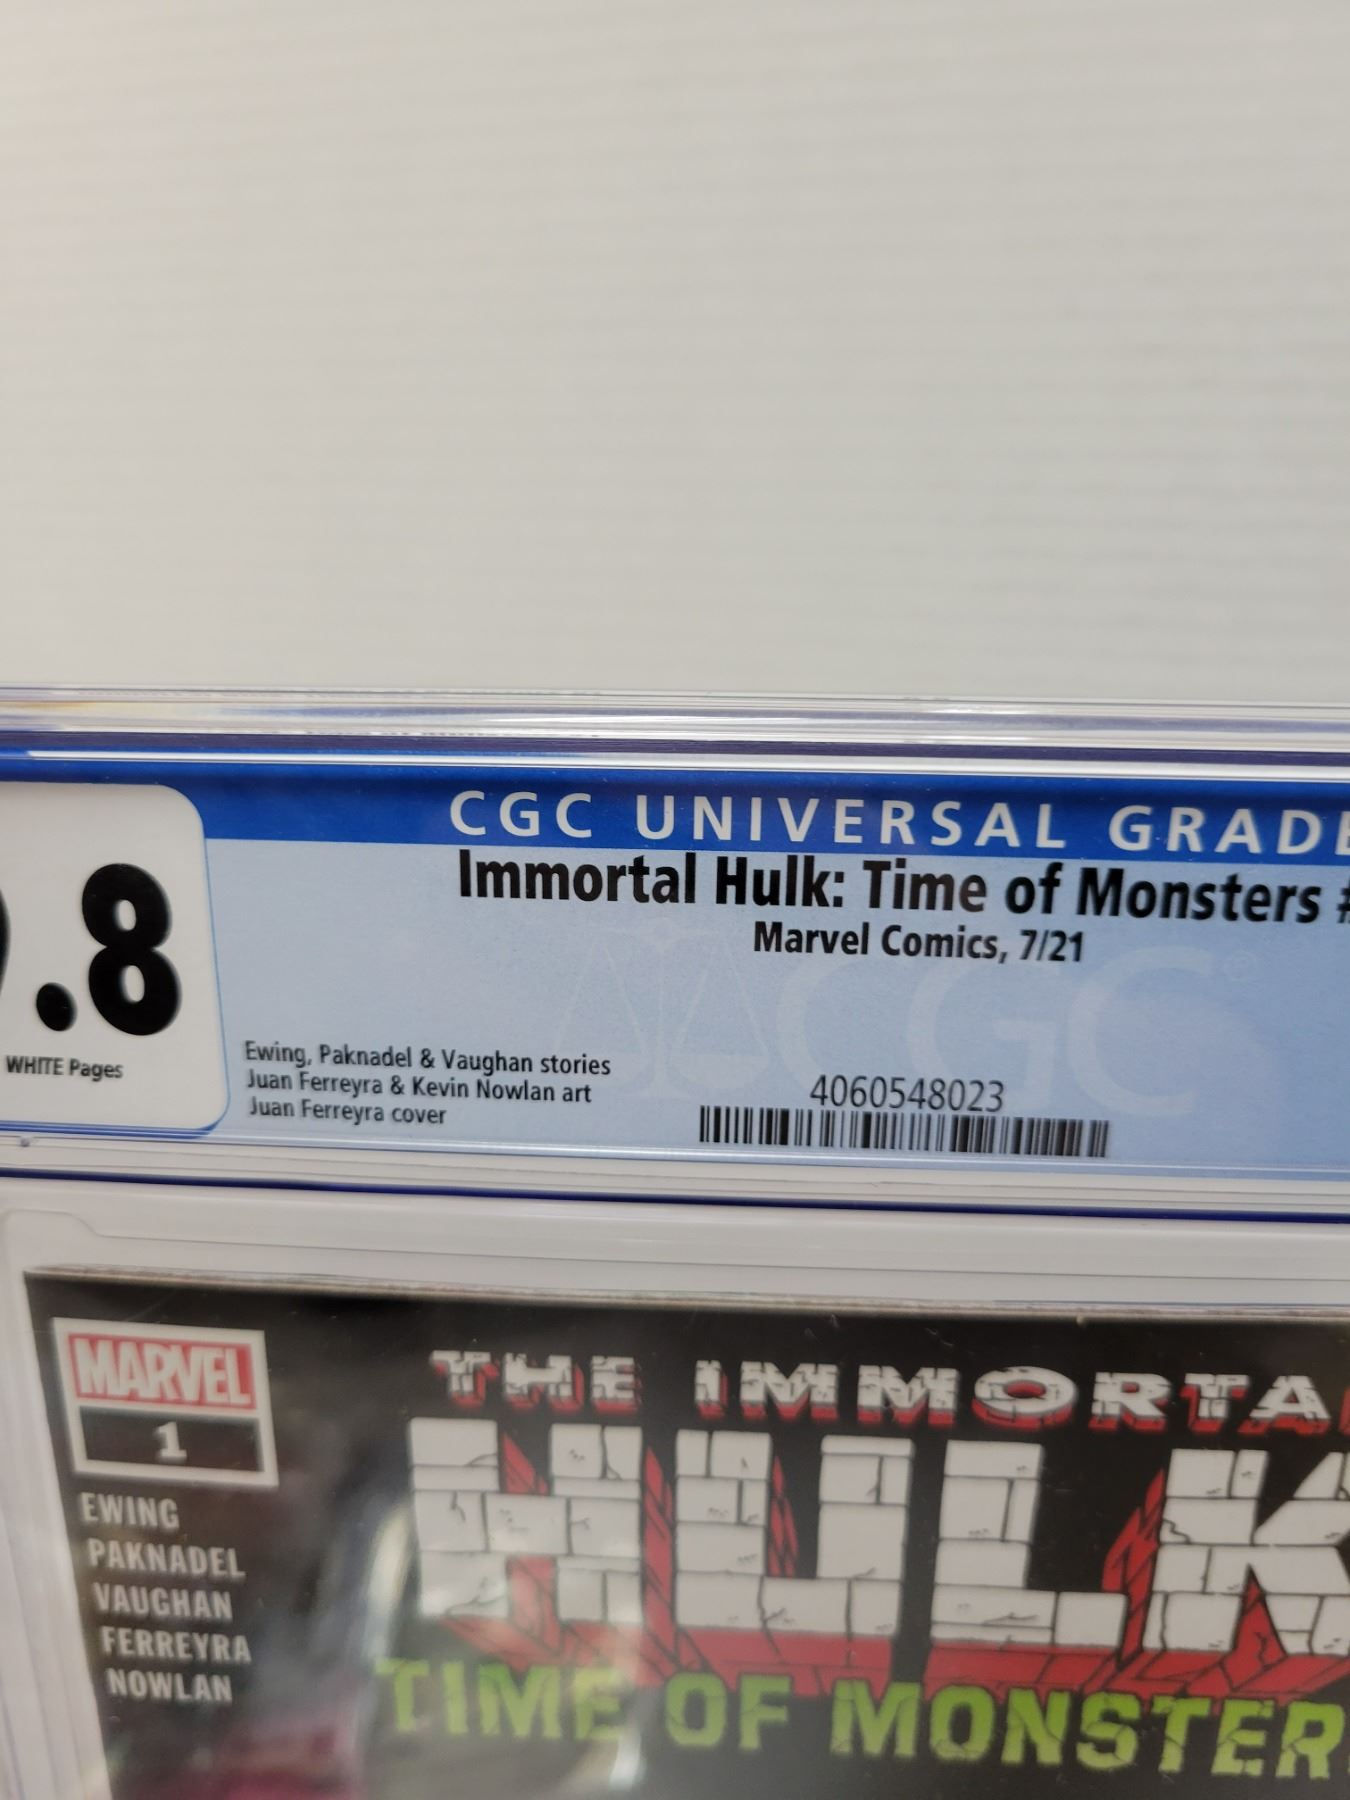 CGC UNIVERSAL GRADE
Immortal Hulk: Time of Monsters #
Marvel Comics, 7/21
9.8
WHITE Pages
Ewing, Paknadel & Vaughan stories
Juan Ferreyra & Kevin Nowlan art
Juan Ferreyra cover
4060548023
CGC®
MARVEL
1
EWING
PAKNADEL
VAUGHAN
FERREYRA
NOWLAN
THE IMMORTA
HULK
TIME OF MONSTER